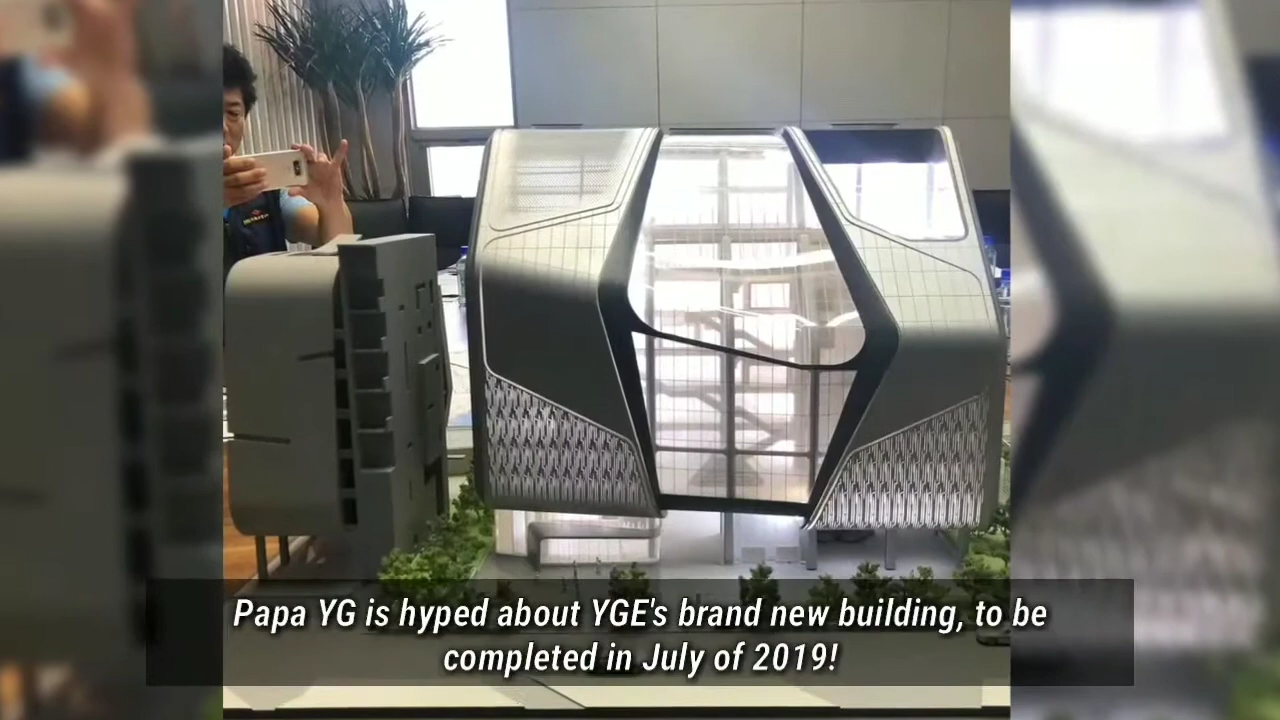 Papa YG is hyped about YGE's brand new building, to be
completed in July of 2019!